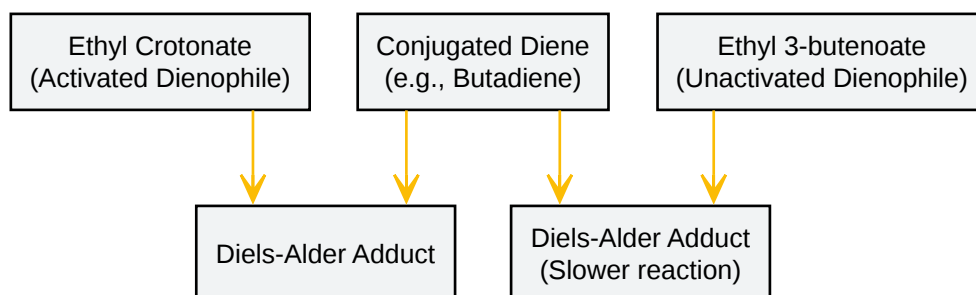 Ethyl Crotonate
(Activated Dienophile)
Conjugated Diene
(e.g., Butadiene)
Ethyl 3-butenoate
(Unactivated Dienophile)
Diels-Alder Adduct
Diels-Alder Adduct
(Slower reaction)